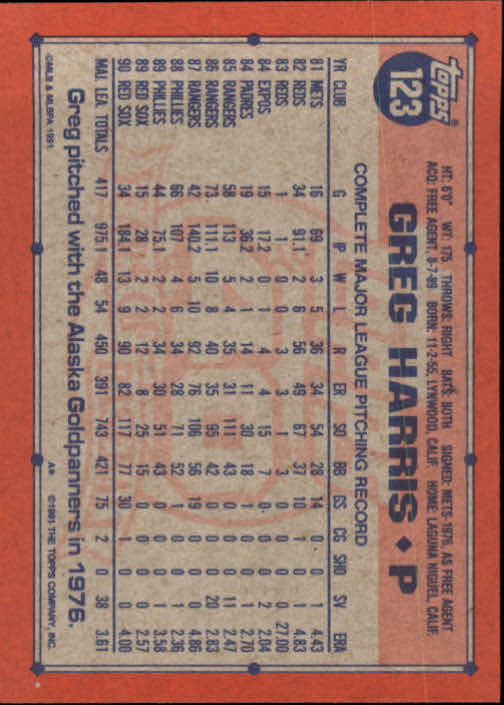 TOPPS®
123
HT: 6'0" WT: 175 THROWS: RIGHT BATS: BOTH SIGNED: METS-1976, AS FREE AGENT
ACQ: FREE AGENT, 8-7-89 BORN: 11-2-55, LYNWOOD, CALIF. HOME: LAGUNA NIGUEL, CALIF.
GREG HARRIS ♦ P
COMPLETE MAJOR LEAGUE PITCHING RECORD
YR CLUB G IP W L R ER SO BB GS CG SHO SV ERA
81 METS 16 69 3 5 36 34 54 28 14 0 0 1 4.43
82 REDS 34 91.1 2 6 56 49 67 37 10 1 0 1 4.83
83 REDS 1 1 0 0 3 3 1 3 0 0 0 0 27.00
84 EXPOS 15 17.2 0 1 4 4 15 7 0 0 0 2 2.04
84 PADRES 19 36.2 2 1 14 11 30 18 1 0 0 1 2.70
85 RANGERS 58 113 5 4 35 31 111 43 0 0 0 11 2.47
86 RANGERS 73 111.1 10 8 40 35 95 42 0 0 0 20 2.83
87 RANGERS 42 140.2 5 10 92 76 106 56 19 0 0 0 4.86
88 PHILLIES 66 107 4 6 34 28 71 52 1 0 0 1 2.36
89 PHILLIES 44 75.1 2 2 34 30 51 43 0 0 0 1 3.58
89 RED SOX 15 28 2 2 12 8 25 15 0 0 0 0 2.57
90 RED SOX 34 184.1 13 9 90 82 117 77 30 1 0 0 4.00
MAJ. LEA. TOTALS 417 975.1 48 54 450 391 743 421 75 2 0 38 3.61
Greg pitched with the Alaska Goldpanners in 1976.
©MLB & MLBPA 1991 A* ©1991 THE TOPPS COMPANY, INC.